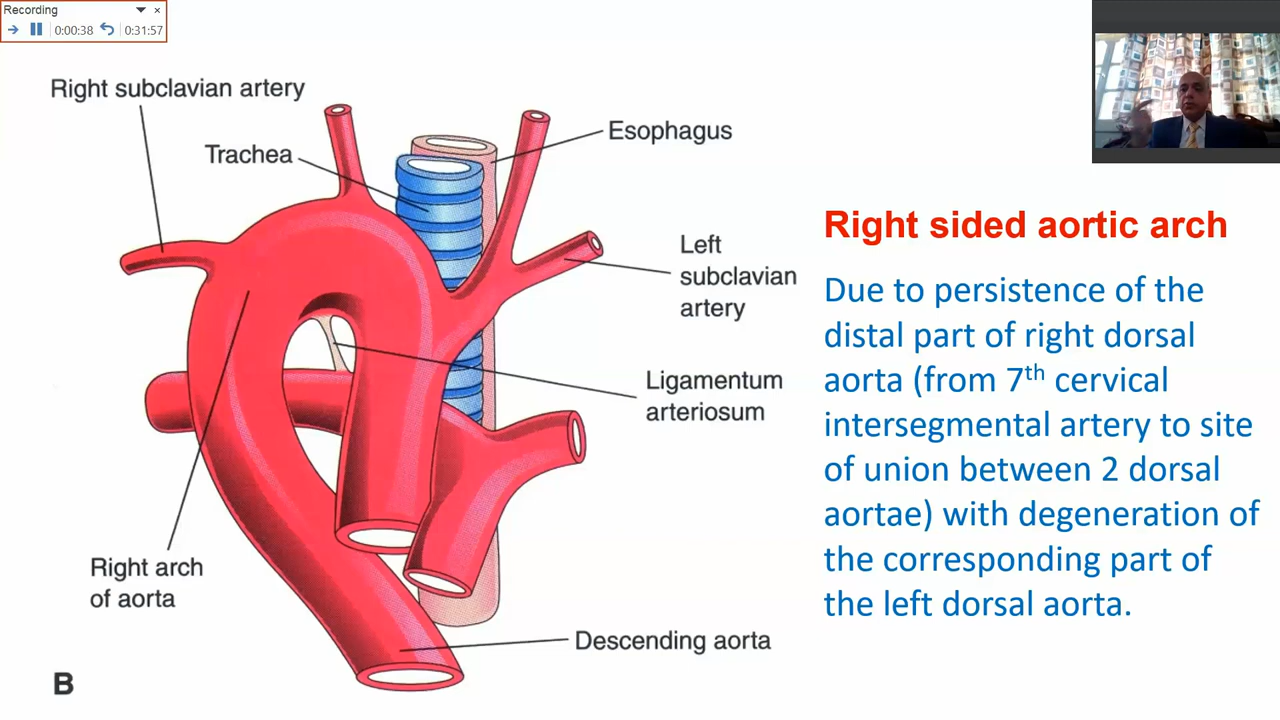 Recording
0:00:38
0:31:57
Right subclavian artery
Trachea
Esophagus
Left
subclavian
artery
Ligamentum
arteriosum
Right arch
of aorta
Descending aorta
B
Right sided aortic arch
Due to persistence of the
distal part of right dorsal
aorta (from 7th cervical
intersegmental artery to site
of union between 2 dorsal
aortae) with degeneration of
the corresponding part of
the left dorsal aorta.